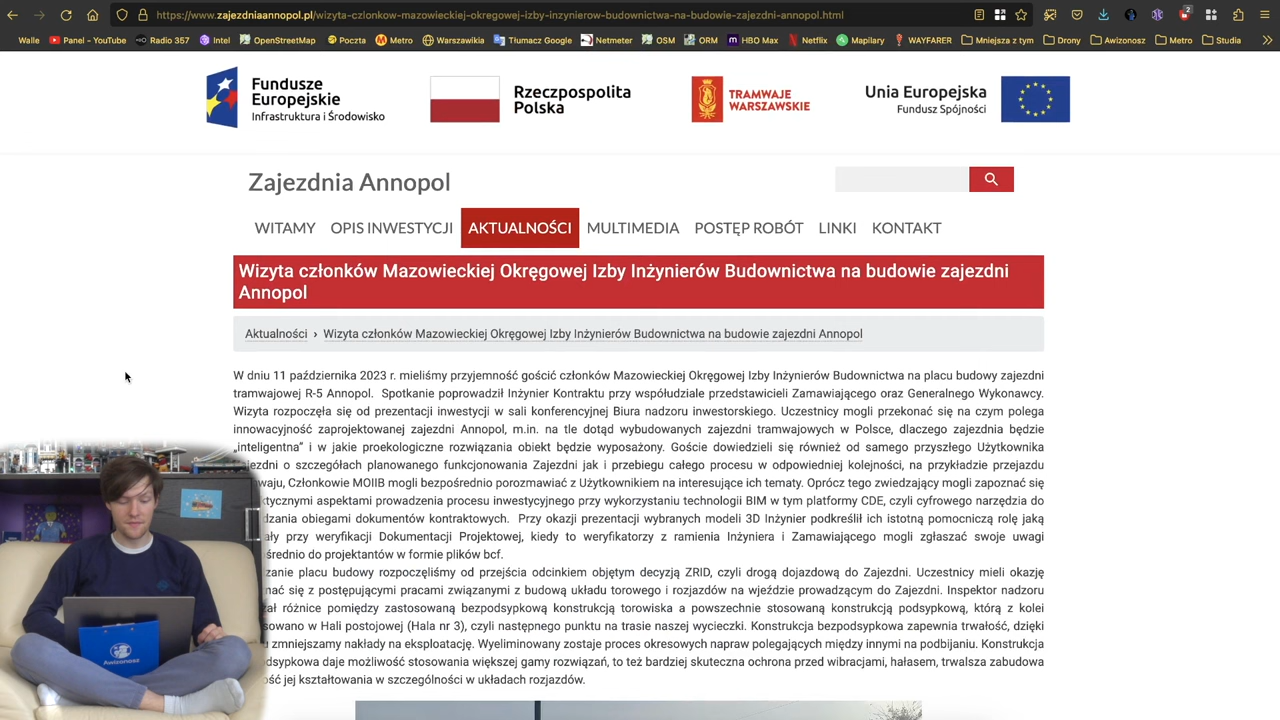 https://www.zajezdniaannopol.pl/wizyta-czlonkow-mazowieckiej-okregowej-izby-inzynierow-budownictwa-na-budowie-zajezdni-annopol.html
2
Walle Panel – YouTube Radio 357 Intel OpenStreetMap Poczta Metro Warszawikia Tłumacz Google Netmeter OSM ORM HBO Max Netflix Mapilary WAYFARER Mniejsza z tym Drony Awizonosz Metro Studia
Fundusze
Europejskie
Infrastruktura i Środowisko
Rzeczpospolita
Polska
TRAMWAJE
WARSZAWSKIE
Unia Europejska
Fundusz Spójności
Zajezdnia Annopol
WITAMY OPIS INWESTYCJI AKTUALNOŚCI MULTIMEDIA POSTĘP ROBÓT LINKI KONTAKT
Wizyta członków Mazowieckiej Okręgowej Izby Inżynierów Budownictwa na budowie zajezdni
Annopol
Aktualności › Wizyta członków Mazowieckiej Okręgowej Izby Inżynierów Budownictwa na budowie zajezdni Annopol
W dniu 11 października 2023 r. mieliśmy przyjemność gościć członków Mazowieckiej Okręgowej Izby Inżynierów Budownictwa na placu budowy zajezdni
tramwajowej R-5 Annopol. Spotkanie poprowadził Inżynier Kontraktu przy współudziale przedstawicieli Zamawiającego oraz Generalnego Wykonawcy.
Wizyta rozpoczęła się od prezentacji inwestycji w sali konferencyjnej Biura nadzoru inwestorskiego. Uczestnicy mogli przekonać się na czym polega
innowacyjność zaprojektowanej zajezdni Annopol, m.in. na tle dotąd wybudowanych zajezdni tramwajowych w Polsce, dlaczego zajezdnia będzie
„inteligentna” i w jakie proekologiczne rozwiązania obiekt będzie wyposażony. Goście dowiedzieli się również od samego przyszłego Użytkownika
o szczegółach planowanego funkcjonowania Zajezdni jak i przebiegu całego procesu w odpowiedniej kolejności, na przykładzie przejazdu
Członkowie MOIIB mogli bezpośrednio porozmawiać z Użytkownikiem na interesujące ich tematy. Oprócz tego zwiedzający mogli zapoznać się
aspektami prowadzenia procesu inwestycyjnego przy wykorzystaniu technologii BIM w tym platformy CDE, czyli cyfrowego narzędzia do
obiegami dokumentów kontraktowych. Przy okazji prezentacji wybranych modeli 3D Inżynier podkreślił ich istotną pomocniczą rolę jaką
przy weryfikacji Dokumentacji Projektowej, kiedy to weryfikatorzy z ramienia Inżyniera i Zamawiającego mogli zgłaszać swoje uwagi
do projektantów w formie plików bcf.
placu budowy rozpoczęliśmy od przejścia odcinkiem objętym decyzją ZRID, czyli drogą dojazdową do Zajezdni. Uczestnicy mieli okazję
się z postępującymi pracami związanymi z budową układu torowego i rozjazdów na wjeździe prowadzącym do Zajezdni. Inspektor nadzoru
różnice pomiędzy zastosowaną bezpodsypkową konstrukcją torowiska a powszechnie stosowaną konstrukcją podsypkową, którą z kolei
w Hali postojowej (Hala nr 3), czyli następnego punktu na trasie naszej wycieczki. Konstrukcja bezpodsypkowa zapewnia trwałość, dzięki
zmniejszamy nakłady na eksploatację. Wyeliminowany zostaje proces okresowych napraw polegających między innymi na podbijaniu. Konstrukcja
daje możliwość stosowania większej gamy rozwiązań, to też bardziej skuteczna ochrona przed wibracjami, hałasem, trwalsza zabudowa
jej kształtowania w szczególności w układach rozjazdów.
Awizonosz